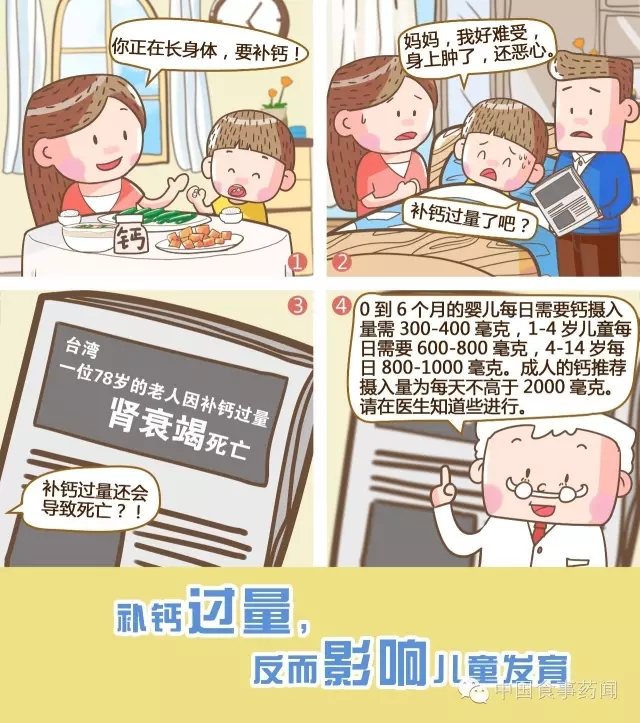 你正在长身体，要补钙！
钙
1
妈妈，我好难受，
身上肿了，还恶心。
补钙过量了吧？
2
3
台湾
一位78岁的老人因补钙过量
肾衰竭死亡
补钙过量还会
导致死亡？！
4
0 到 6 个月的婴儿每日需要钙摄入
量需 300-400 毫克，1-4 岁儿童每
日需要 600-800 毫克，4-14 岁每
日 800-1000 毫克。成人的钙推荐
摄入量为每天不高于 2000 毫克。
请在医生知道些进行。
补钙过量，
反而影响儿童发育
中国食事药闻